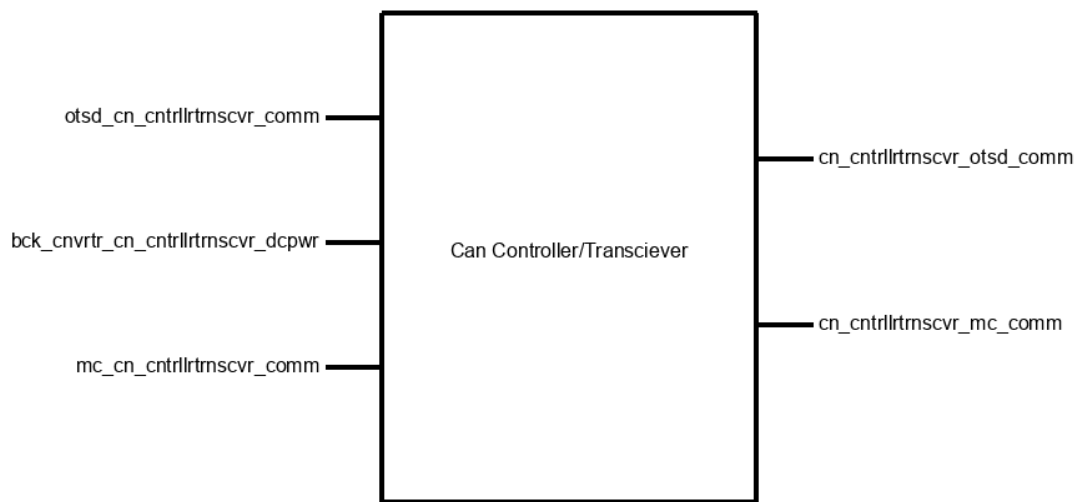 otsd_cn_cntrllrtrnscvr_comm
cn_cntrllrtrnscvr_otsd_comm
bck_cnvrtr_cn_cntrllrtrnscvr_dcpwr
Can Controller/Transciever
cn_cntrllrtrnscvr_mc_comm
mc_cn_cntrllrtrnscvr_comm